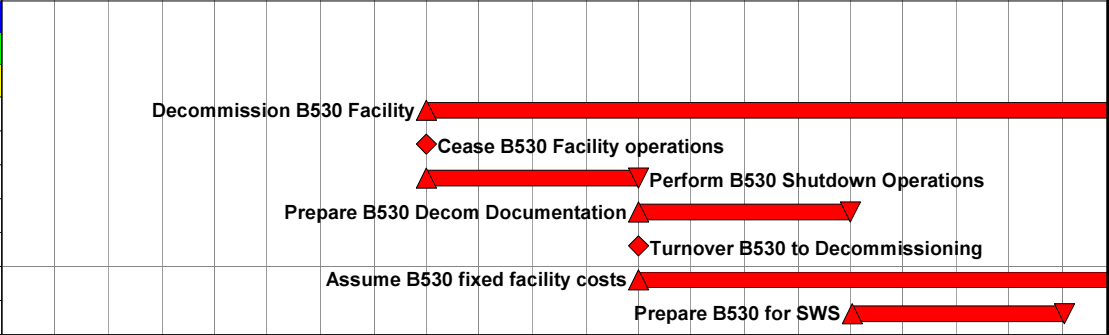 Decommission B530 Facility
Cease B530 Facility operations
Perform B530 Shutdown Operations
Prepare B530 Decom Documentation
Turnover B530 to Decommissioning
Assume B530 fixed facility costs
Prepare B530 for SWS